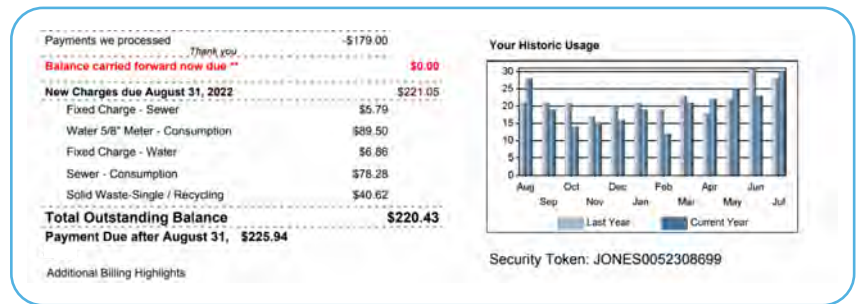 Payments we processed -$179.00
Thank you
Balance carried forward now due ** $0.00
New Charges due August 31, 2022 $221.05
Fixed Charge - Sewer $5.79
Water 5/8" Meter - Consumption $89.50
Fixed Charge - Water $6.86
Sewer - Consumption $78.28
Solid Waste-Single / Recycling $40.62
Total Outstanding Balance $220.43
Payment Due after August 31, $225.94
Additional Billing Highlights
Your Historic Usage
30
25
20
15
10
5
0
Aug Oct Dec Feb Apr Jun
Sep Nov Jan Mar May Jul
Last Year Current Year
Security Token: JONES0052308699